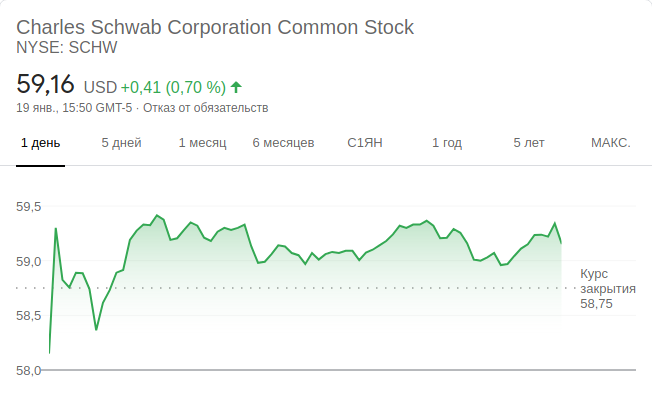 Charles Schwab Corporation Common Stock
NYSE: SCHW
59,16 USD +0,41 (0,70 %)
19 янв., 15:50 GMT-5 · Отказ от обязательств
1 день 5 дней 1 месяц 6 месяцев С1ЯН 1 год 5 лет МАКС.
59,5
59,0
Курс
закрытия
58,75
58,5
58,0